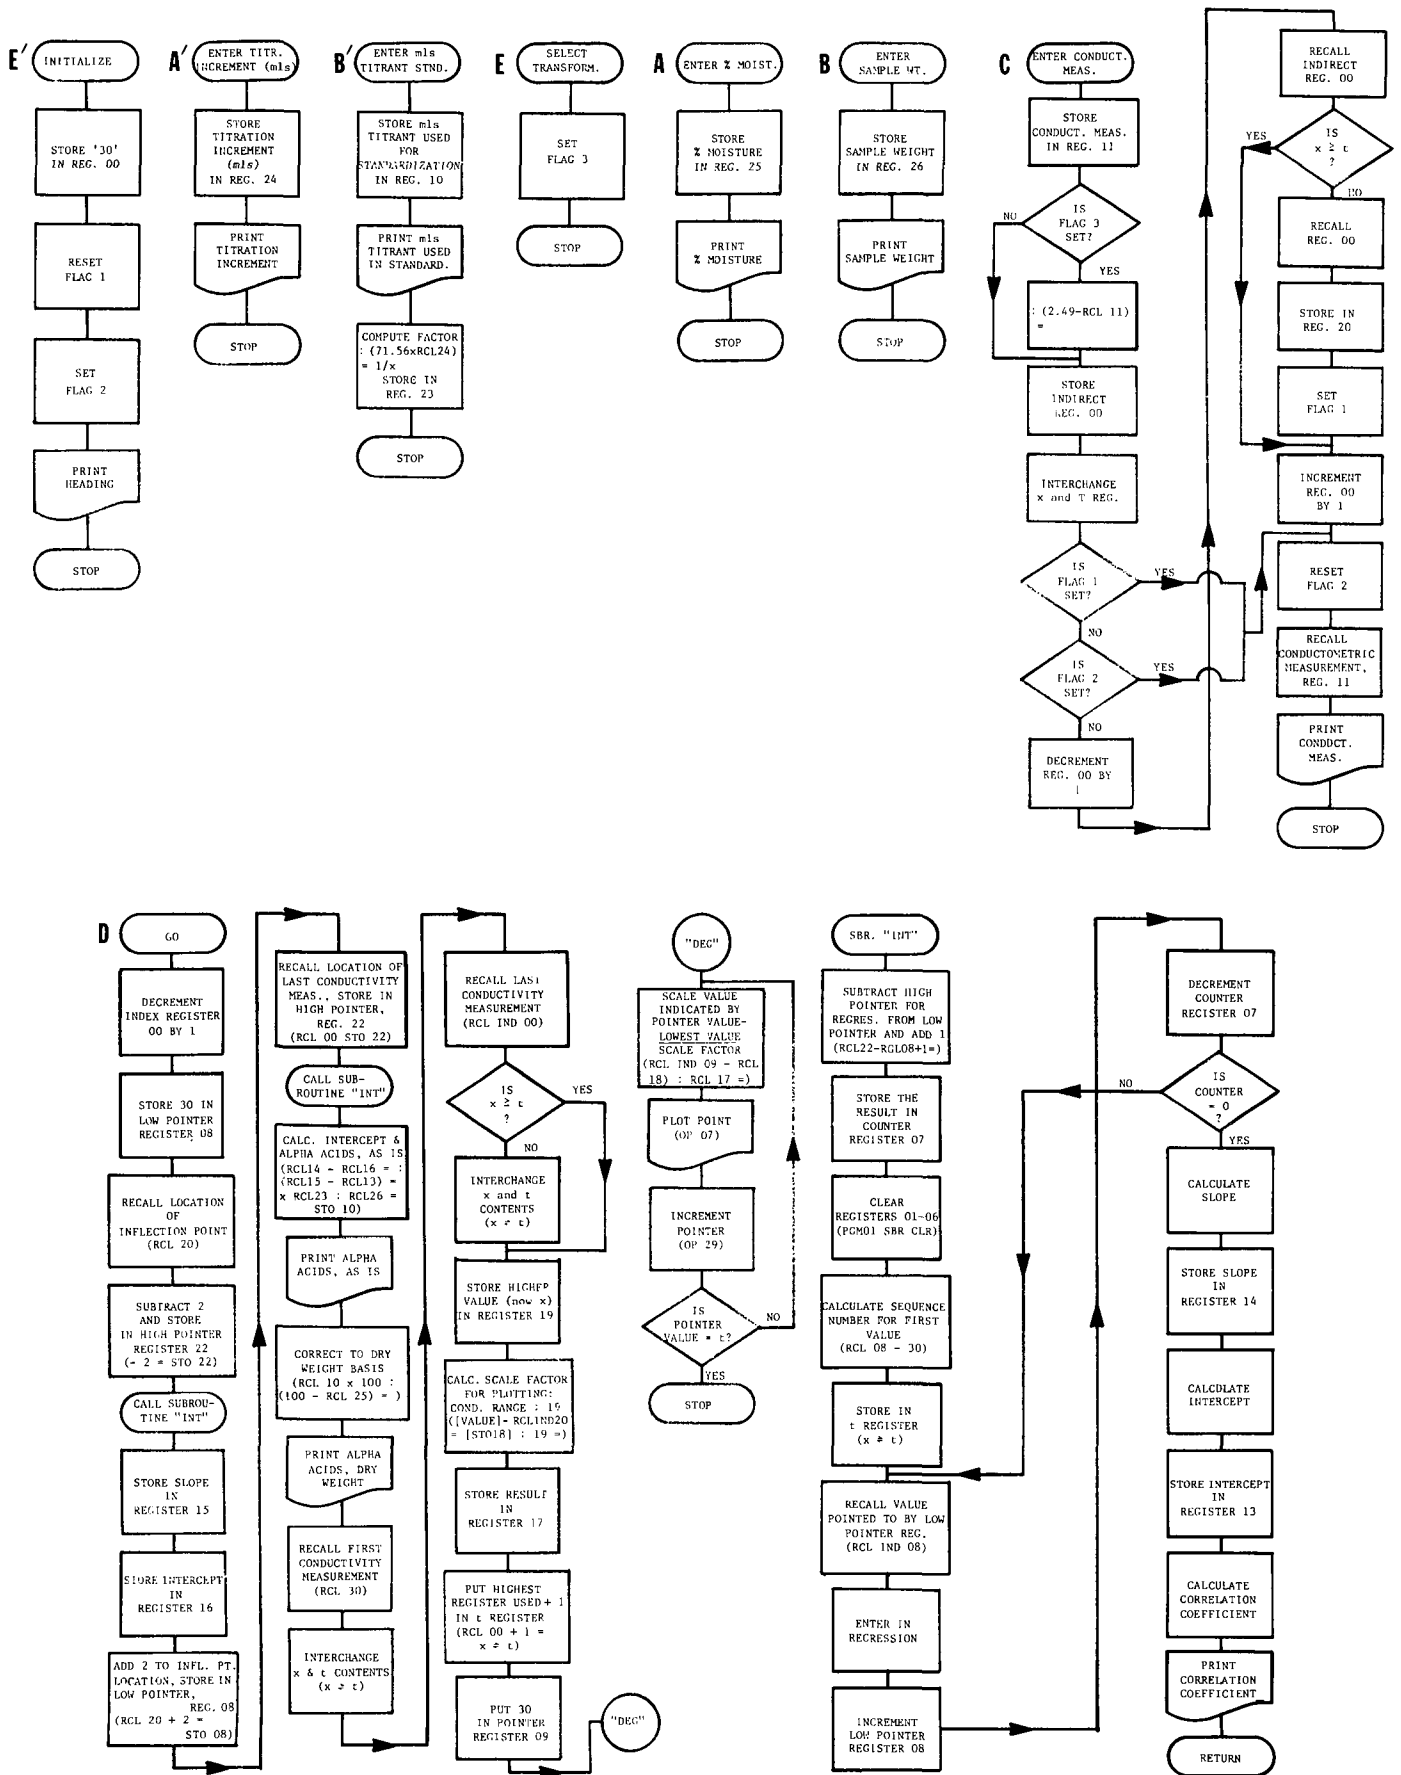 E'
INITIALIZE
STORE '30'
IN REG. 00
RESET
FLAG 1
SET
FLAG 2
PRINT
HEADING
STOP
A'
ENTER TITR.
INCREMENT (mls)
STORE
TITRATION
INCREMENT
(mls)
IN REG. 24
PRINT
TITRATION
INCREMENT
STOP
B'
ENTER mls
TITRANT STND.
STORE mls
TITRANT USED
FOR
STANDARDIZATION
IN REG. 10
PRINT mls
TITRANT USED
IN STANDARD.
COMPUTE FACTOR
: (71.56xRCL24)
= 1/x
STORE IN
REG. 23
STOP
E
SELECT
TRANSFORM.
SET
FLAG 3
STOP
A
ENTER % MOIST.
STORE
% MOISTURE
IN REG. 25
PRINT
% MOISTURE
STOP
B
ENTER
SAMPLE WT.
STORE
SAMPLE WEIGHT
IN REG. 26
PRINT
SAMPLE WEIGHT
STOP
C
ENTER CONDUCT.
MEAS.
STORE
CONDUCT. MEAS.
IN REG. 11
IS
FLAG 3
SET?
NO
YES
: (2.49-RCL 11)
=
STORE
INDIRECT
REG. 00
INTERCHANGE
x and T REG.
IS
FLAG 1
SET?
YES
NO
IS
FLAG 2
SET?
YES
NO
DECREMENT
REG. 00 BY
1
RECALL
INDIRECT
REG. 00
IS
x ≥ t
?
YES
NO
RECALL
REG. 00
STORE IN
REG. 20
SET
FLAG 1
INCREMENT
REG. 00
BY 1
RESET
FLAG 2
RECALL
CONDUCTOMETRIC
MEASUREMENT,
REG. 11
PRINT
CONDUCT.
MEAS.
STOP
D
GO
DECREMENT
INDEX REGISTER
00 BY 1
STORE 30 IN
LOW POINTER
REGISTER 08
RECALL LOCATION
OF
INFLECTION POINT
(RCL 20)
SUBTRACT 2
AND STORE
IN HIGH POINTER
REGISTER 22
(- 2 = STO 22)
CALL SUBROU-
TINE "INT"
STORE SLOPE
IN
REGISTER 15
STORE INTERCEPT
IN
REGISTER 16
ADD 2 TO INFL. PT.
LOCATION, STORE IN
LOW POINTER,
REG. 08
(RCL 20 + 2 =
STO 08)
RECALL LOCATION OF
LAST CONDUCTIVITY
MEAS., STORE IN
HIGH POINTER,
REG. 22
(RCL 00 STO 22)
CALL SUB-
ROUTINE "INT"
CALC. INTERCEPT &
ALPHA ACIDS, AS IS
(RCL14 - RCL16 = :
(RCL15 - RCL13) =
x RCL23 : RCL26 =
STO 10)
PRINT ALPHA
ACIDS, AS IS
CORRECT TO DRY
WEIGHT BASIS
(RCL 10 x 100 :
(100 - RCL 25) = )
PRINT ALPHA
ACIDS, DRY
WEIGHT
RECALL FIRST
CONDUCTIVITY
MEASUREMENT
(RCL 30)
INTERCHANGE
x & t CONTENTS
(x ≷ t)
RECALL LAST
CONDUCTIVITY
MEASUREMENT
(RCL IND 00)
IS
x ≥ t
?
YES
NO
INTERCHANGE
x and t
CONTENTS
(x ≷ t)
STORE HIGHER
VALUE (now x)
IN REGISTER 19
CALC. SCALE FACTOR
FOR PLOTTING:
COND. RANGE : 19
([VALUE]- RCLIND20
= [STO18] : 19 =)
STORE RESULT
IN
REGISTER 17
PUT HIGHEST
REGISTER USED + 1
IN t REGISTER
(RCL 00 + 1 =
x ≷ t)
PUT 30
IN POINTER
REGISTER 09
"DEG"
"DEG"
SCALE VALUE
INDICATED BY
POINTER VALUE-
LOWEST VALUE
SCALE FACTOR
(RCL IND 09 - RCL
18) : RCL 17 =)
PLOT POINT
(OP 07)
INCREMENT
POINTER
(OP 29)
IS
POINTER
VALUE = t?
NO
YES
STOP
SBR. "INT"
SUBTRACT HIGH
POINTER FOR
REGRES. FROM LOW
POINTER AND ADD 1
(RCL22-RCL08+1=)
STORE THE
RESULT IN
COUNTER
REGISTER 07
CLEAR
REGISTERS 01-06
(PGM01 SBR CLR)
CALCULATE SEQUENCE
NUMBER FOR FIRST
VALUE
(RCL 08 - 30)
STORE IN
t REGISTER
(x ≷ t)
RECALL VALUE
POINTED TO BY LOW
POINTER REG.
(RCL IND 08)
ENTER IN
REGRESSION
INCREMENT
LOW POINTER
REGISTER 08
DECREMENT
COUNTER
REGISTER 07
IS
COUNTER
= 0
?
NO
YES
CALCULATE
SLOPE
STORE SLOPE
IN
REGISTER 14
CALCULATE
INTERCEPT
STORE INTERCEPT
IN
REGISTER 13
CALCULATE
CORRELATION
COEFFICIENT
PRINT
CORRELATION
COEFFICIENT
RETURN